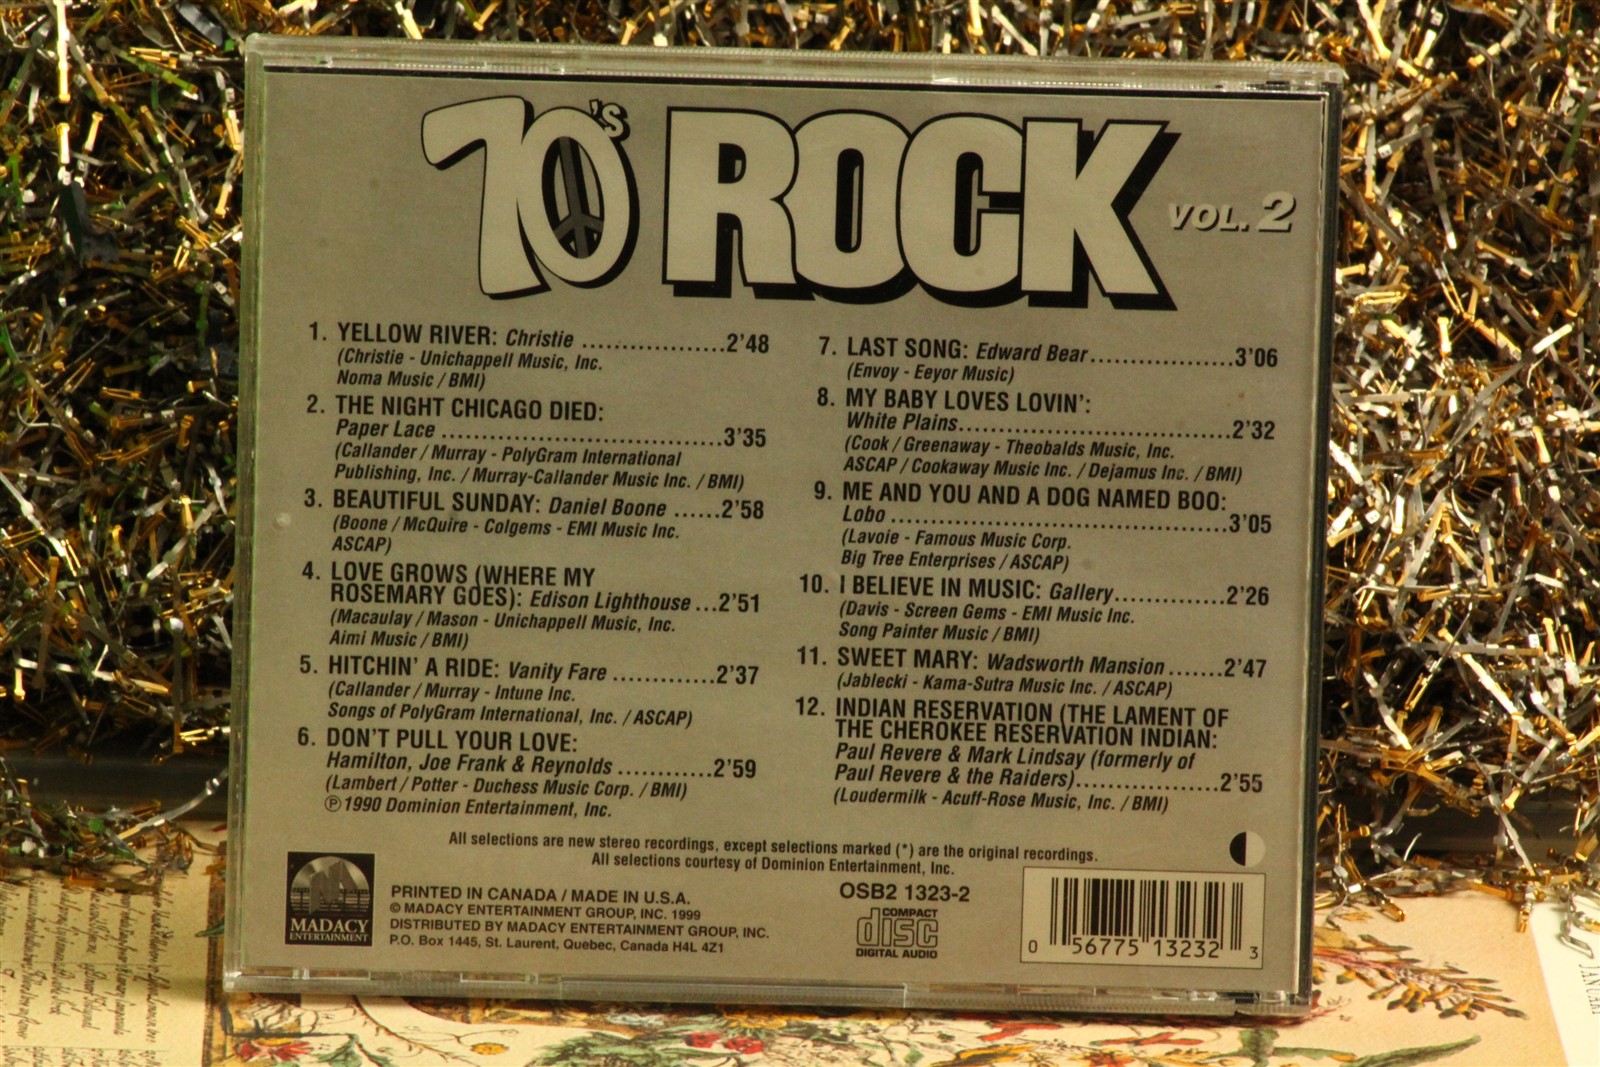 70's ROCK VOL. 2
1. YELLOW RIVER: Christie ..................2'48
(Christie - Unichappell Music, Inc.
Noma Music / BMI)
2. THE NIGHT CHICAGO DIED:
Paper Lace ...................................3'35
(Callander / Murray - PolyGram International
Publishing, Inc. / Murray-Callander Music Inc. / BMI)
3. BEAUTIFUL SUNDAY: Daniel Boone ......2'58
(Boone / McQuire - Colgems - EMI Music Inc.
ASCAP)
4. LOVE GROWS (WHERE MY
ROSEMARY GOES): Edison Lighthouse ...2'51
(Macaulay / Mason - Unichappell Music, Inc.
Aimi Music / BMI)
5. HITCHIN' A RIDE: Vanity Fare .............2'37
(Callander / Murray - Intune Inc.
Songs of PolyGram International, Inc. / ASCAP)
6. DON'T PULL YOUR LOVE:
Hamilton, Joe Frank & Reynolds ............2'59
(Lambert / Potter - Duchess Music Corp. / BMI)
℗1990 Dominion Entertainment, Inc.
7. LAST SONG: Edward Bear..................3'06
(Envoy - Eeyor Music)
8. MY BABY LOVES LOVIN':
White Plains..................................2'32
(Cook / Greenaway - Theobalds Music, Inc.
ASCAP / Cookaway Music Inc. / Dejamus Inc. / BMI)
9. ME AND YOU AND A DOG NAMED BOO:
Lobo ..........................................3'05
(Lavoie - Famous Music Corp.
Big Tree Enterprises / ASCAP)
10. I BELIEVE IN MUSIC: Gallery..............2'26
(Davis - Screen Gems - EMI Music Inc.
Song Painter Music / BMI)
11. SWEET MARY: Wadsworth Mansion .......2'47
(Jablecki - Kama-Sutra Music Inc. / ASCAP)
12. INDIAN RESERVATION (THE LAMENT OF
THE CHEROKEE RESERVATION INDIAN:
Paul Revere & Mark Lindsay (formerly of
Paul Revere & the Raiders)..................2'55
(Loudermilk - Acuff-Rose Music, Inc. / BMI)
All selections are new stereo recordings, except selections marked (*) are the original recordings.
All selections courtesy of Dominion Entertainment, Inc.
MADACY
ENTERTAINMENT
PRINTED IN CANADA / MADE IN U.S.A.
© MADACY ENTERTAINMENT GROUP, INC. 1999
DISTRIBUTED BY MADACY ENTERTAINMENT GROUP, INC.
P.O. Box 1445, St. Laurent, Quebec, Canada H4L 4Z1
OSB2 1323-2
COMPACT
disc
DIGITAL AUDIO
0 56775 13232 3